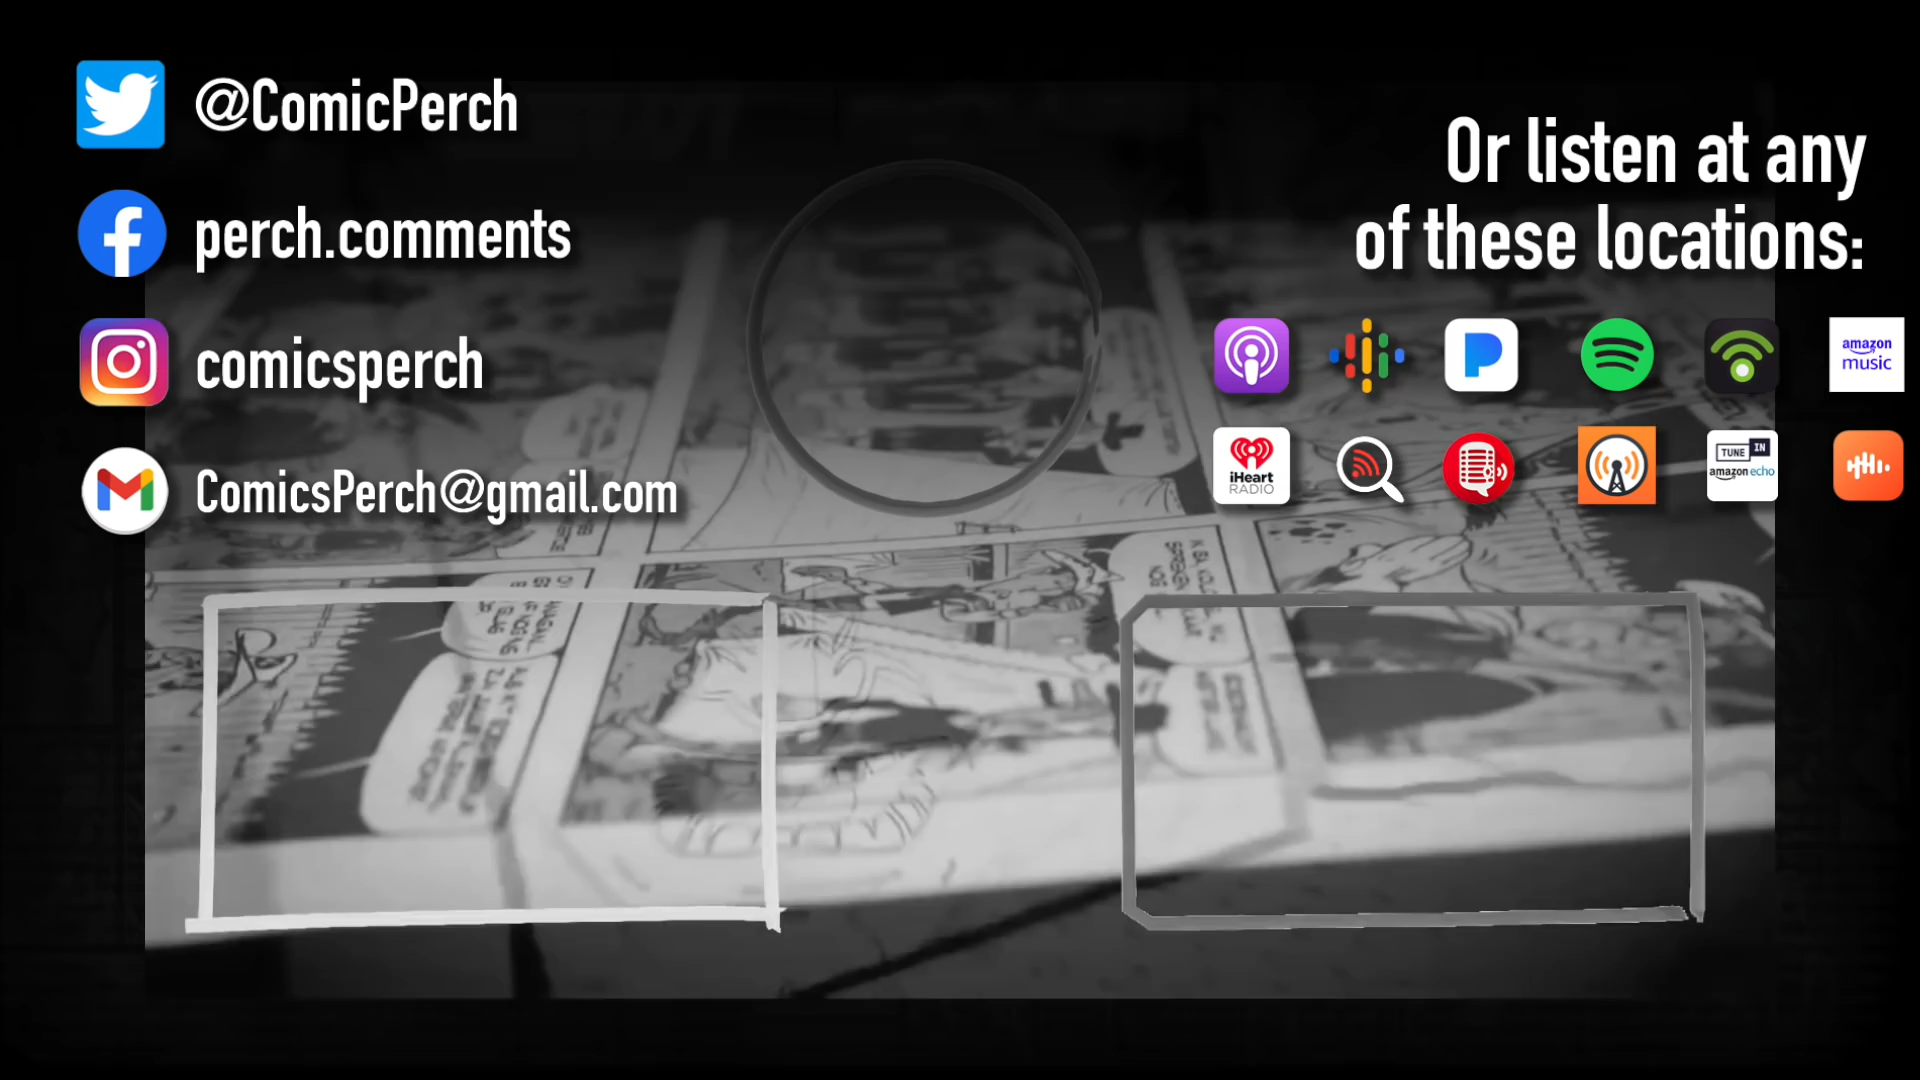 @ComicPerch
perch.comments
comicsperch
ComicsPerch@gmail.com
Or listen at any
of these locations:
amazon
music
iHeart
RADIO
TUNE IN
amazon echo